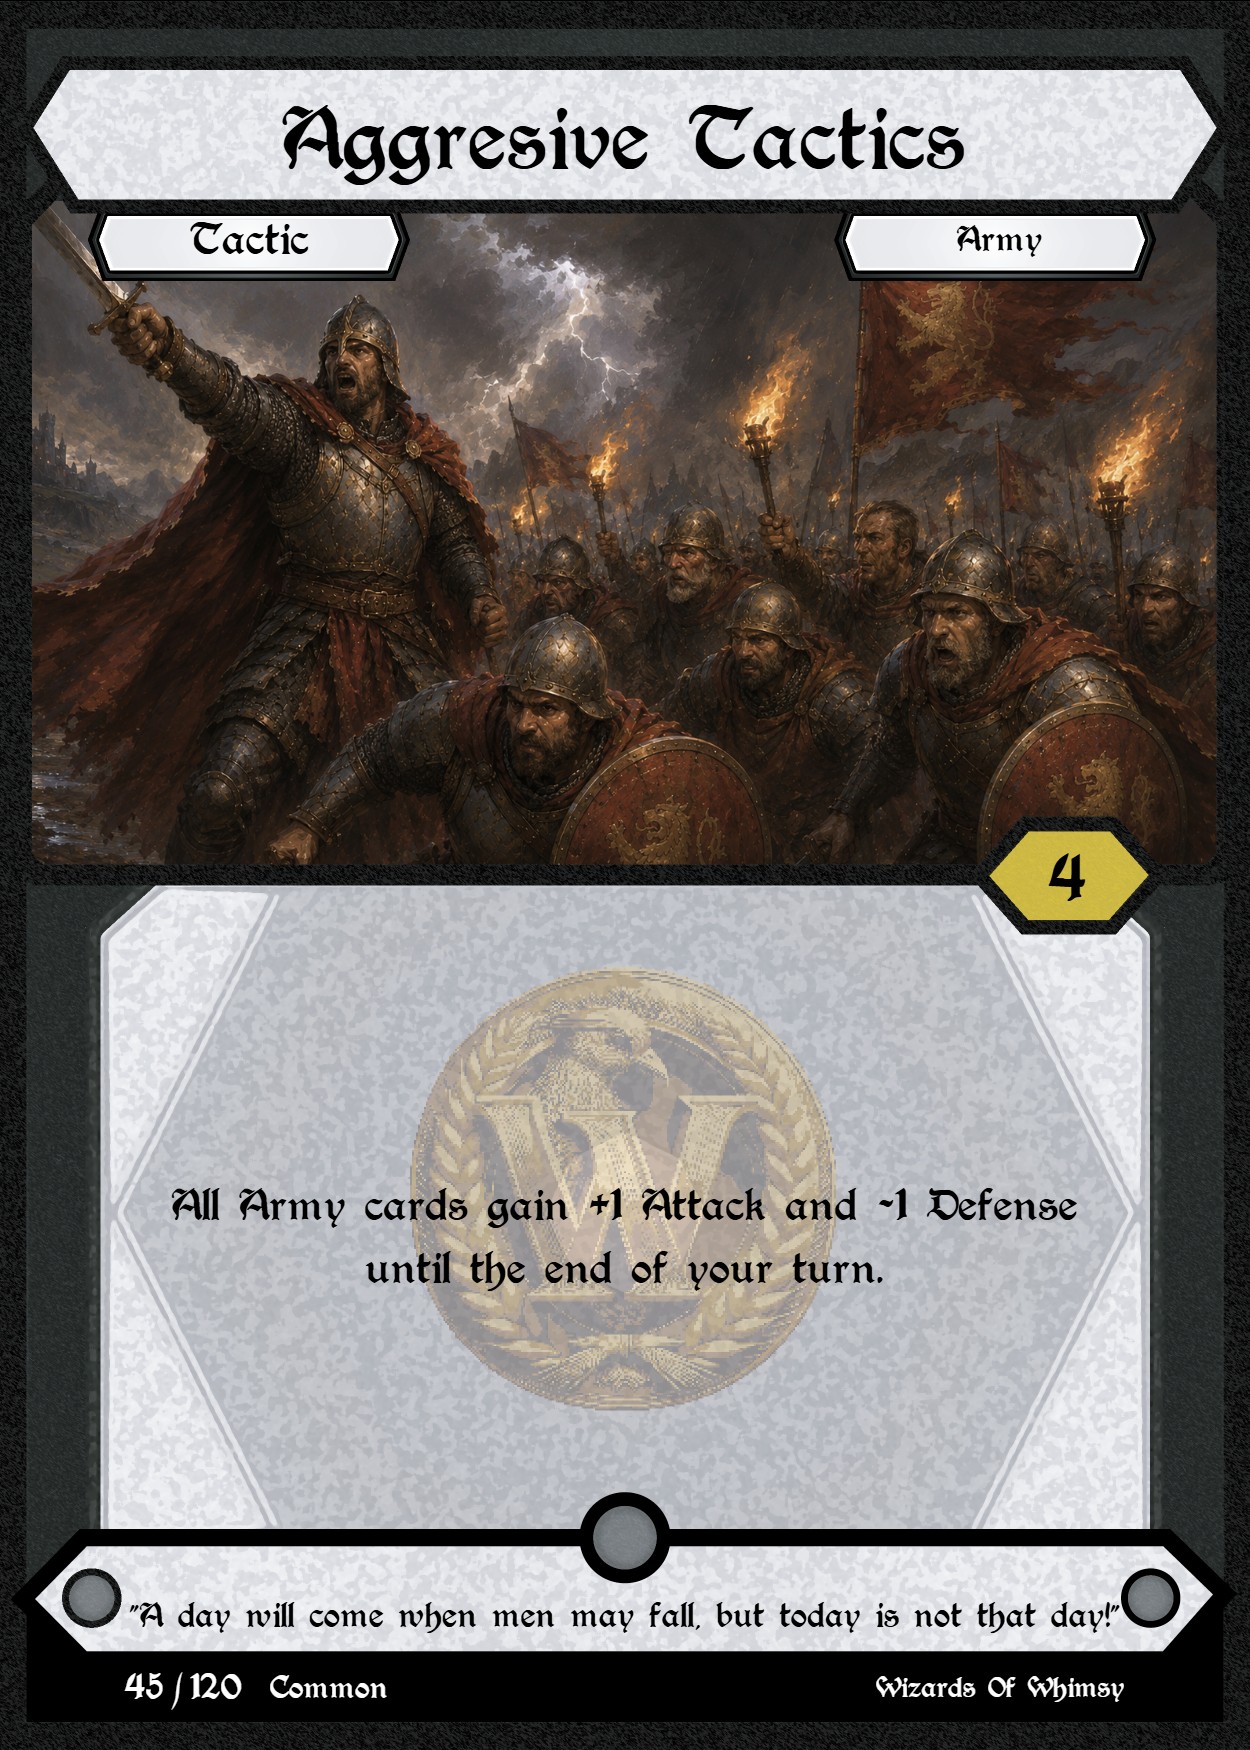 Aggresive Tactics
Tactic
Army
4
W
All Army cards gain +1 Attack and -1 Defense
until the end of your turn.
"A day will come when men may fall, but today is not that day!"
45 / 120 Common
Wizards Of Whimsy